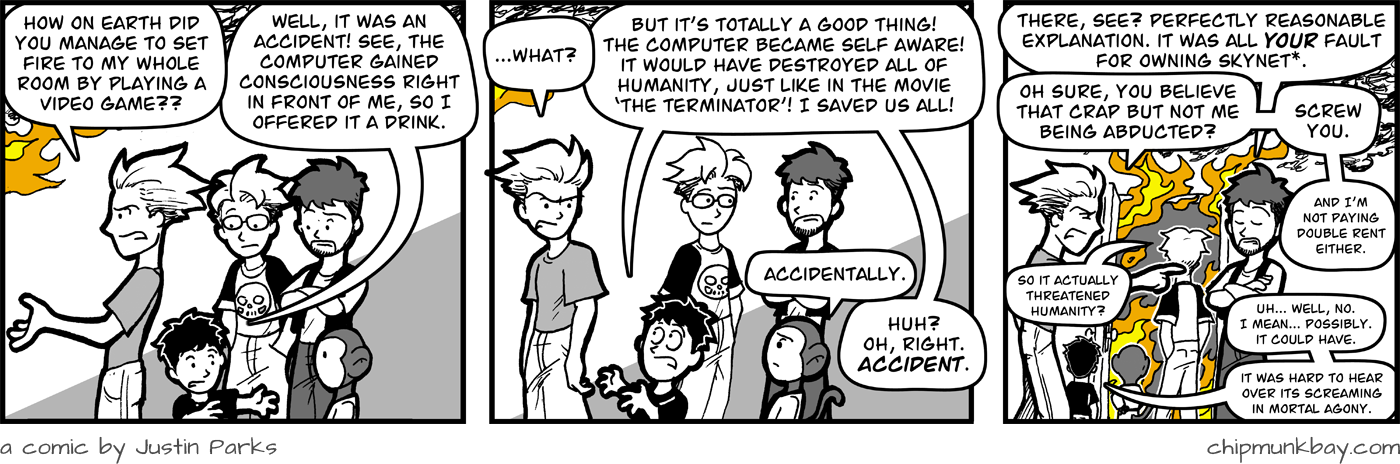 HOW ON EARTH DID
YOU MANAGE TO SET
FIRE TO MY WHOLE
ROOM BY PLAYING A
VIDEO GAME??
WELL, IT WAS AN
ACCIDENT! SEE, THE
COMPUTER GAINED
CONSCIOUSNESS RIGHT
IN FRONT OF ME, SO I
OFFERED IT A DRINK.
...WHAT?
BUT IT'S TOTALLY A GOOD THING!
THE COMPUTER BECAME SELF AWARE!
IT WOULD HAVE DESTROYED ALL OF
HUMANITY, JUST LIKE IN THE MOVIE
'THE TERMINATOR'! I SAVED US ALL!
ACCIDENTALLY.
HUH?
OH, RIGHT.
ACCIDENT.
THERE, SEE? PERFECTLY REASONABLE
EXPLANATION. IT WAS ALL YOUR FAULT
FOR OWNING SKYNET*.
OH SURE, YOU BELIEVE
THAT CRAP BUT NOT ME
BEING ABDUCTED?
SCREW
YOU.
AND I'M
NOT PAYING
DOUBLE RENT
EITHER.
SO IT ACTUALLY
THREATENED
HUMANITY?
UH... WELL, NO.
I MEAN... POSSIBLY.
IT COULD HAVE.
IT WAS HARD TO HEAR
OVER ITS SCREAMING
IN MORTAL AGONY.
a comic by Justin Parks
chipmunkbay.com